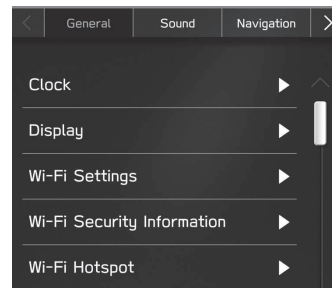 General Sound Navigation
Clock
Display
Wi-Fi Settings
Wi-Fi Security Information
Wi-Fi Hotspot